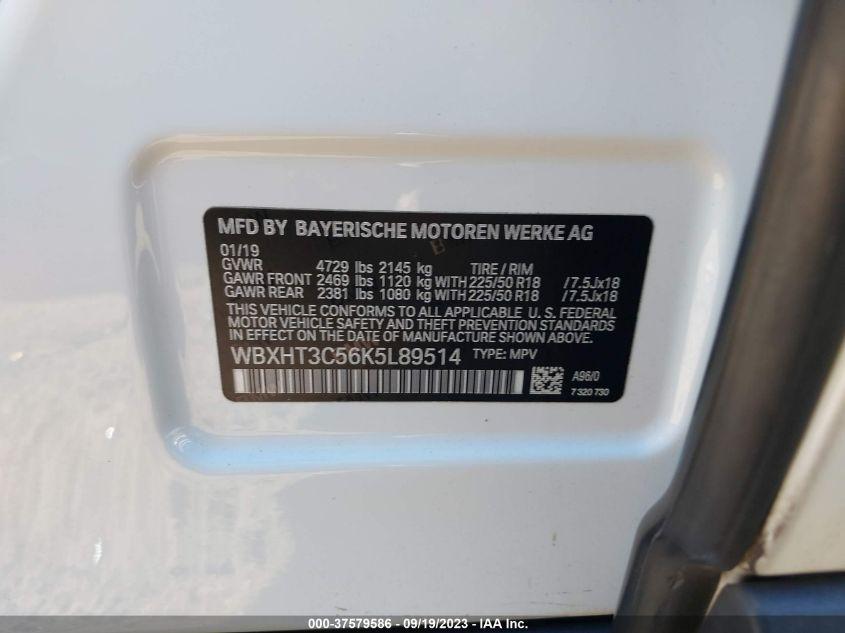 MFD BY BAYERISCHE MOTOREN WERKE AG
01/19
GVWR 4729 lbs 2145 kg TIRE / RIM
GAWR FRONT 2469 lbs 1120 kg WITH 225/50 R18 /7.5Jx18
GAWR REAR 2381 lbs 1080 kg WITH 225/50 R18 /7.5Jx18
THIS VEHICLE CONFORMS TO ALL APPLICABLE U. S. FEDERAL
MOTOR VEHICLE SAFETY AND THEFT PREVENTION STANDARDS
IN EFFECT ON THE DATE OF MANUFACTURE SHOWN ABOVE.
WBXHT3C56K5L89514 TYPE: MPV
A96/0
7 320 730
000-37579586 - 09/19/2023 - IAA Inc.